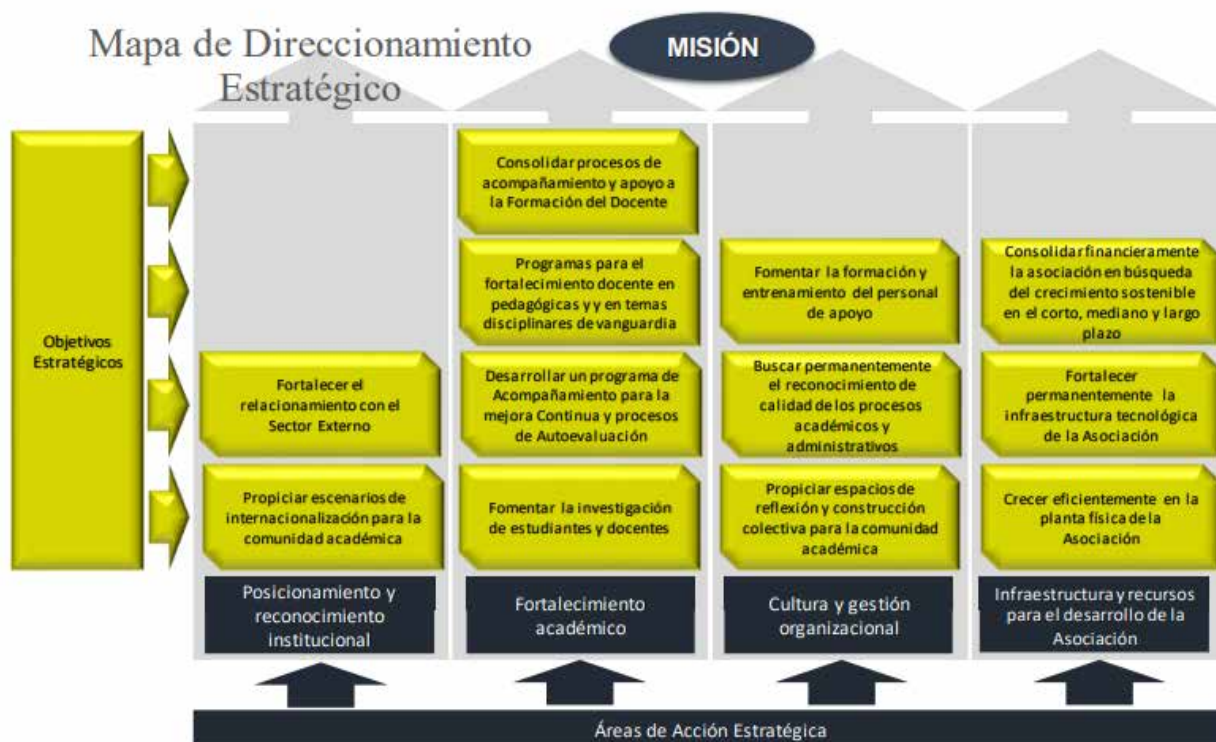 Mapa de Direccionamiento
Estratégico
MISIÓN
Objetivos
Estratégicos
Fortalecer el
relacionamiento con el
Sector Externo
Propiciar escenarios de
internacionalización para la
comunidad académica
Posicionamiento y
reconocimiento
institucional
Consolidar procesos de
acompañamiento y apoyo a
la Formación del Docente
Programas para el
fortalecimiento docente en
pedagógicas y y en temas
disciplinares de vanguardia
Desarrollar un programa de
Acompañamiento para la
mejora Continua y procesos
de Autoevaluación
Fomentar la investigación
de estudiantes y docentes
Fortalecimiento
académico
Fomentar la formación y
entrenamiento del personal
de apoyo
Buscar permanentemente
el reconocimiento de
calidad de los procesos
académicos y
administrativos
Propiciar espacios de
reflexión y construcción
colectiva para la comunidad
académica
Cultura y gestión
organizacional
Consolidar financieramente
la asociación en búsqueda
del crecimiento sostenible
en el corto, mediano y largo
plazo
Fortalecer
permanentemente la
infraestructura tecnológica
de la Asociación
Crecer eficientemente en la
planta física de la
Asociación
Infraestructura y recursos
para el desarrollo de la
Asociación
Áreas de Acción Estratégica